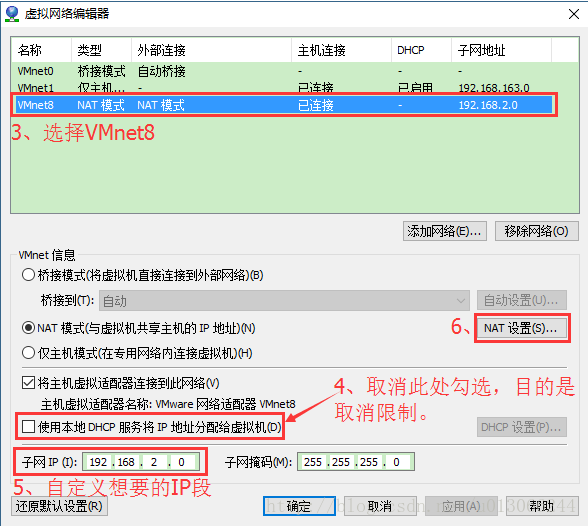 虚拟网络编辑器
名称 类型 外部连接 主机连接 DHCP 子网地址
VMnet0 桥接模式 自动桥接 - - -
VMnet1 仅主机... - 已连接 已启用 192.168.163.0
VMnet8 NAT 模式 NAT 模式 已连接 - 192.168.2.0
3、选择VMnet8
添加网络(E)... 移除网络(O)
VMnet 信息
桥接模式(将虚拟机直接连接到外部网络)(B)
桥接到(T): 自动 自动设置(U)...
NAT 模式(与虚拟机共享主机的 IP 地址)(N) 6、 NAT 设置(S)...
仅主机模式(在专用网络内连接虚拟机)(H)
将主机虚拟适配器连接到此网络(V)
4、取消此处勾选，目的是
取消限制。
主机虚拟适配器名称: VMware 网络适配器 VMnet8
使用本地 DHCP 服务将 IP 地址分配给虚拟机(D) DHCP 设置(P)...
子网 IP (I): 192 . 168 . 2 . 0 子网掩码(M): 255 . 255 . 255 . 0
5、自定义想要的IP段
还原默认设置(R) 确定 取消 应用(A) 帮助